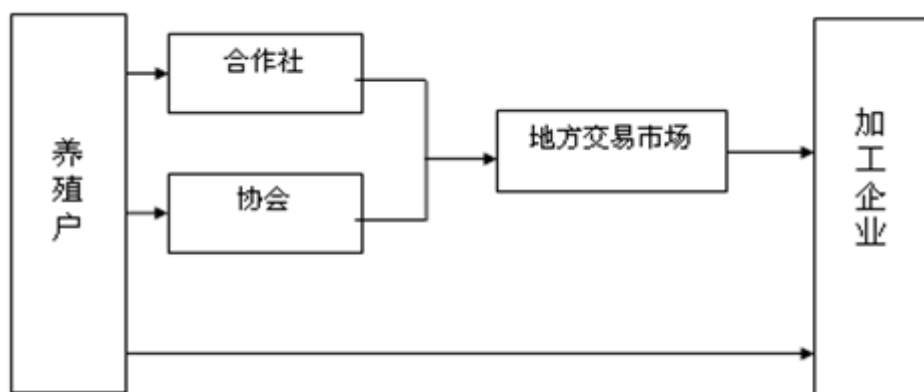 养殖户
合作社
协会
地方交易市场
加工企业